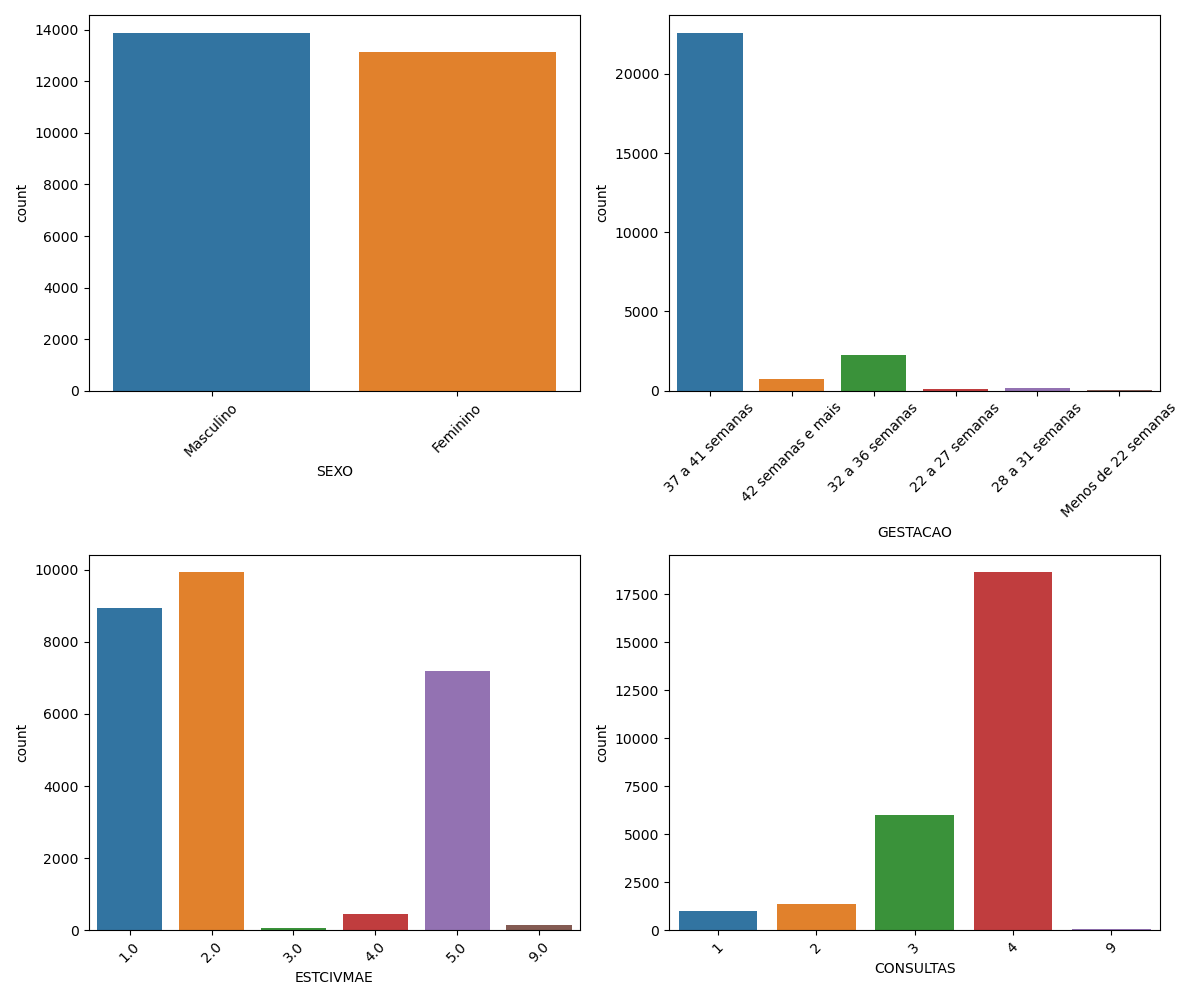 14000
12000
10000
8000
6000
4000
2000
0
count
Masculino
Feminino
SEXO
20000
15000
10000
5000
0
count
37 a 41 semanas
42 semanas e mais
32 a 36 semanas
22 a 27 semanas
28 a 31 semanas
Menos de 22 semanas
GESTACAO
10000
8000
6000
4000
2000
0
count
1.0
2.0
3.0
4.0
5.0
9.0
ESTCIVMAE
17500
15000
12500
10000
7500
5000
2500
0
count
1
2
3
4
9
CONSULTAS